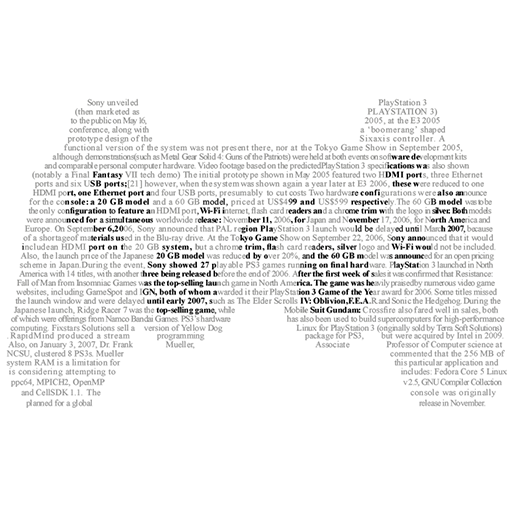 Sony unveiled PlayStation 3
(then marketed as PLAYSTATION 3)
to the public on May 16, 2005, at the E3 2005
conference, along with a 'boomerang' shaped
prototype design of the Sixaxis controller. A
functional version of the system was not present there, nor at the Tokyo Game Show in September 2005,
although demonstrations(such as Metal Gear Solid 4: Guns of the Patriots) were held at both events on software development kits
and comparable personal computer hardware. Video footage based on the predictedPlayStation 3 specifications was also shown
(notably a Final Fantasy VII tech demo) The initial prototype shown in May 2005 featured two HDMI ports, three Ethernet
ports and six USB ports;[21] however, when the system was shown again a year later at E3 2006, these were reduced to one
HDMI port, one Ethernet port and four USB ports, presumably to cut costs Two hardware configurations were also announce
for the console: a 20 GB model and a 60 GB model, priced at US$499 and US$599 respectively.The 60 GB model was to be
the only configuration to feature an HDMI port, Wi-Fi internet, flash card readers and a chrome trim with the logo in silver. Both models
were announced for a simultaneous worldwide release: November 11, 2006, for Japan and November 17, 2006, for North America and
Europe. On September 6,2006, Sony announced that PAL region PlayStation 3 launch would be delayed until March 2007, because
of a shortageof materials used in the Blu-ray drive. At the Tokyo Game Show on September 22, 2006, Sony announced that it would
includean HDMI port on the 20 GB system, but a chrome trim, flash card readers, silver logo and Wi-Fi would not be included.
Also, the launch price of the Japanese 20 GB model was reduced by over 20%, and the 60 GB model was announced for an open pricing
scheme in Japan.During the event, Sony showed 27 playable PS3 games running on final hardware. PlayStation 3 launched in North
America with 14 titles, with another three being released before the end of 2006. After the first week of sales it was confirmed that Resistance:
Fall of Man from Insomniac Games was the top-selling launch game in North America. The game was heavily praisedby numerous video game
websites, including GameSpot and IGN, both of whom awarded it their PlayStation 3 Game of the Year award for 2006. Some titles missed
the launch window and were delayed until early 2007, such as The Elder Scrolls IV: Oblivion,F.E.A.R.and Sonic the Hedgehog. During the
Japanese launch, Ridge Racer 7 was the top-selling game, while Mobile Suit Gundam: Crossfire also fared well in sales, both
of which were offerings from Namco Bandai Games. PS3's hardware has also been used to build supercomputers for high-performance
computing. Fixstars Solutions sell a version of Yellow Dog Linux for PlayStation 3 (originally sold by Terra Soft Solutions)
RapidMind produced a stream programming package for PS3, but were acquired by Intel in 2009.
Also, on January 3, 2007, Dr. Frank Mueller, Associate Professor of Computer science at
NCSU, clustered 8 PS3s. Mueller commented that the 256 MB of
system RAM is a limitation for this particular application and
is considering attempting to includes: Fedora Core 5 Linux
ppc64, MPICH2, OpenMP v2.5, GNU Compiler Collection
and CellSDK 1.1. The console was originally
planned for a global release in November.